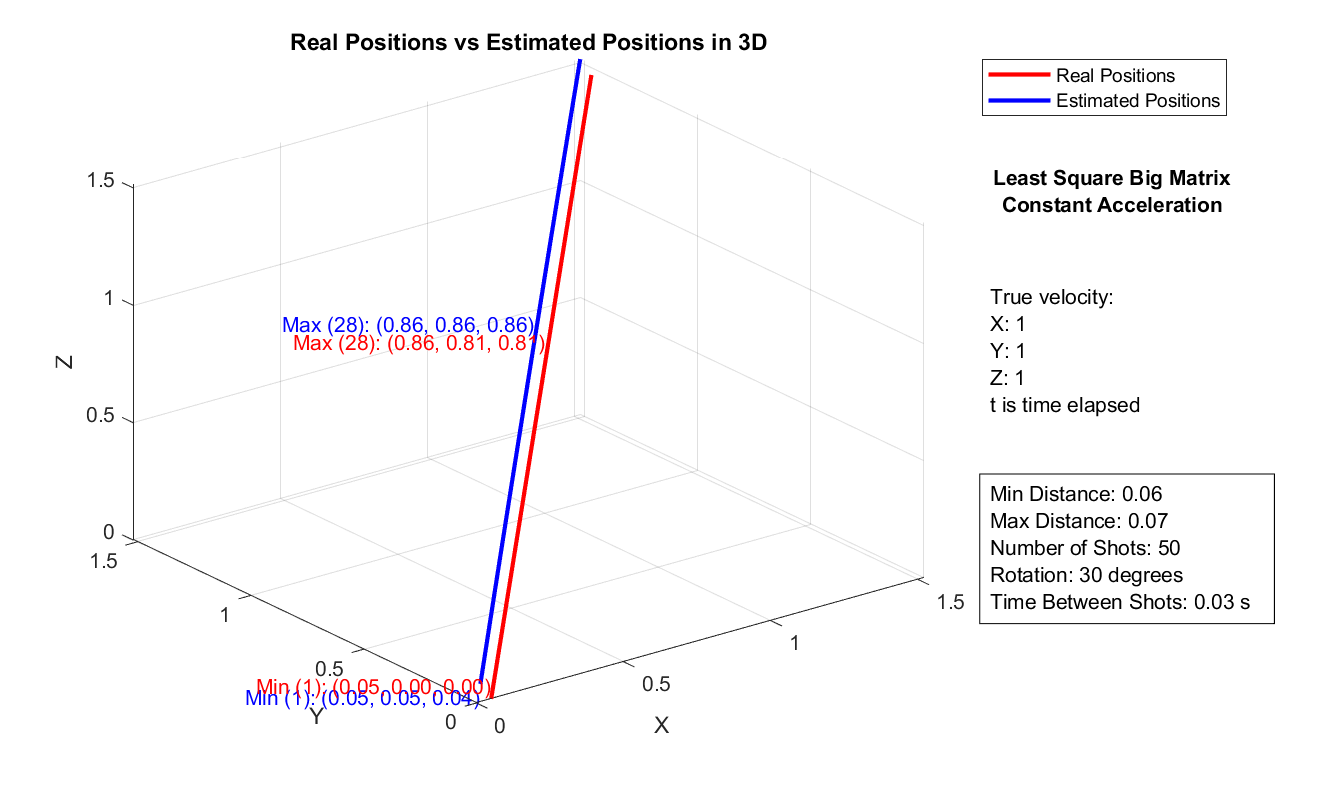 Real Positions vs Estimated Positions in 3D
Real Positions
Estimated Positions
Least Square Big Matrix
Constant Acceleration
True velocity:
X: 1
Y: 1
Z: 1
t is time elapsed
Min Distance: 0.06
Max Distance: 0.07
Number of Shots: 50
Rotation: 30 degrees
Time Between Shots: 0.03 s
Max (28): (0.86, 0.86, 0.86)
Max (28): (0.86, 0.81, 0.81)
Min (1): (0.05, 0.00, 0.00)
Min (1): (0.05, 0.05, 0.04)
Z
1.5
1
0.5
0
Y
1.5
1
0.5
0
X
0
0.5
1
1.5